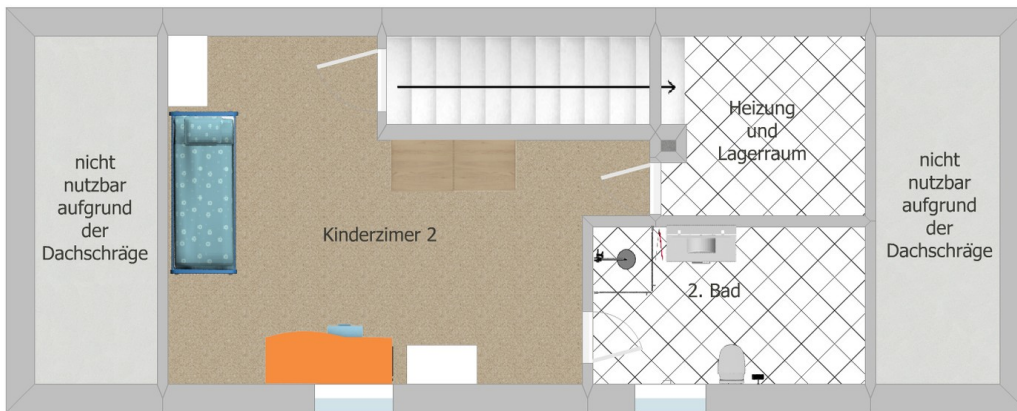 nicht
nutzbar
aufgrund
der
Dachschräge
Kinderzimer 2
Heizung
und
Lagerraum
2. Bad
nicht
nutzbar
aufgrund
der
Dachschräge